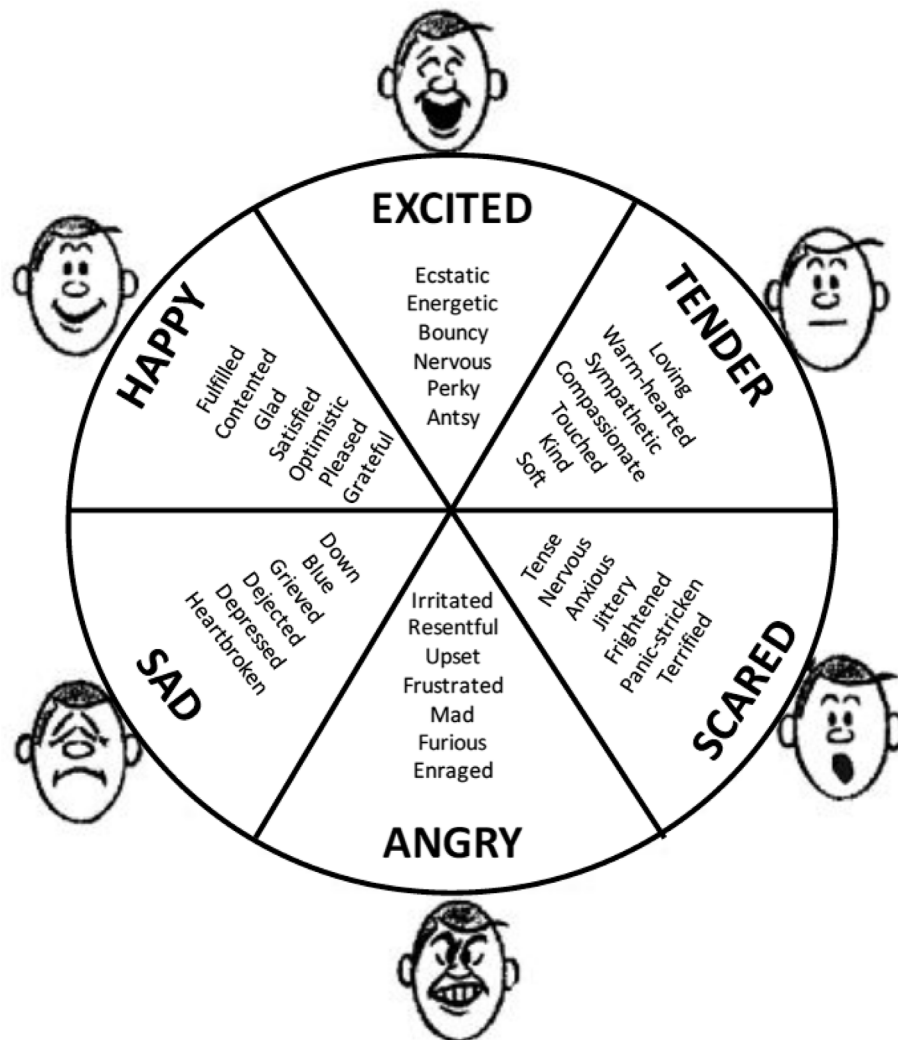 EXCITED
Ecstatic
Energetic
Bouncy
Nervous
Perky
Antsy
TENDER
Loving
Warm-hearted
Sympathetic
Compassionate
Touched
Kind
Soft
SCARED
Tense
Nervous
Anxious
Jittery
Frightened
Panic-stricken
Terrified
ANGRY
Irritated
Resentful
Upset
Frustrated
Mad
Furious
Enraged
SAD
Down
Blue
Grieved
Dejected
Depressed
Heartbroken
HAPPY
Fulfilled
Contented
Glad
Satisfied
Optimistic
Pleased
Grateful